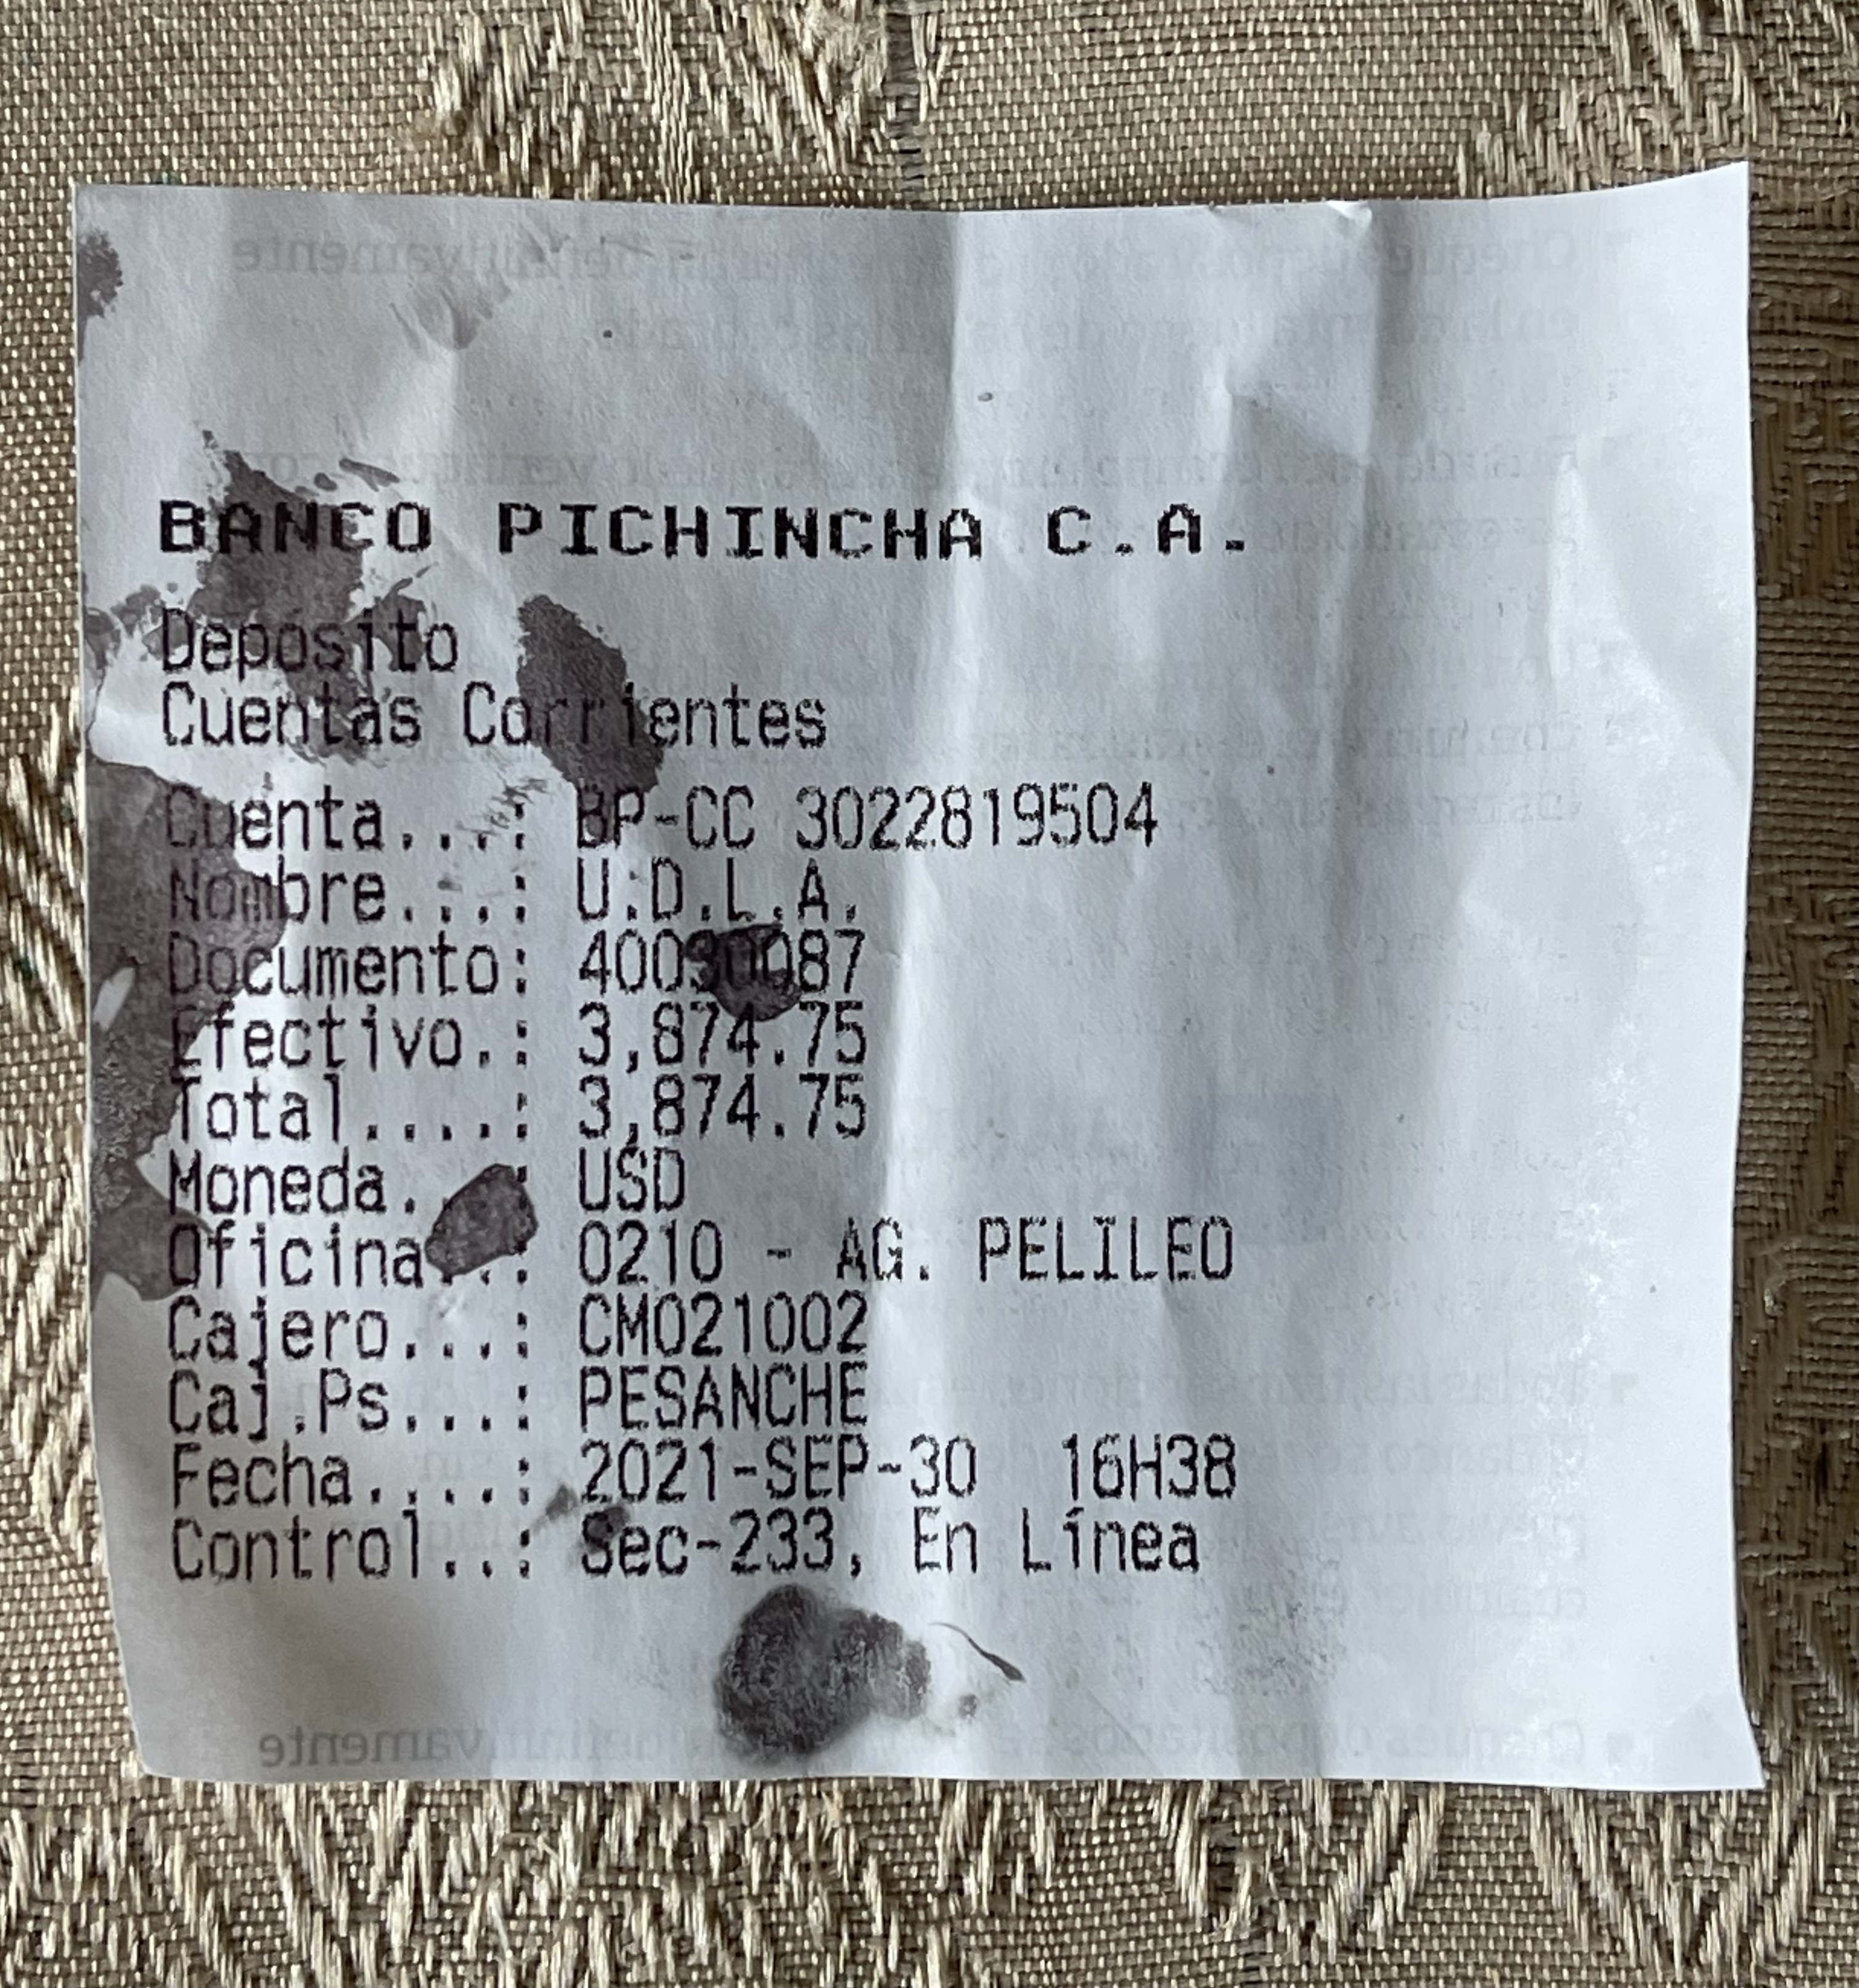 BANCO PICHINCHA C.A.
Depósito
Cuentas Corrientes
Cuenta...: BP-CC 3022819504
Nombre...: U.D.L.A.
Documento: 40030087
Efectivo.: 3,874.75
Total....: 3,874.75
Moneda...: USD
Oficina..: 0210 - AG. PELILEO
Cajero...: CM021002
Caj.Ps...: PESANCHE
Fecha....: 2021-SEP-30 16H38
Control..: Sec-233, En Línea